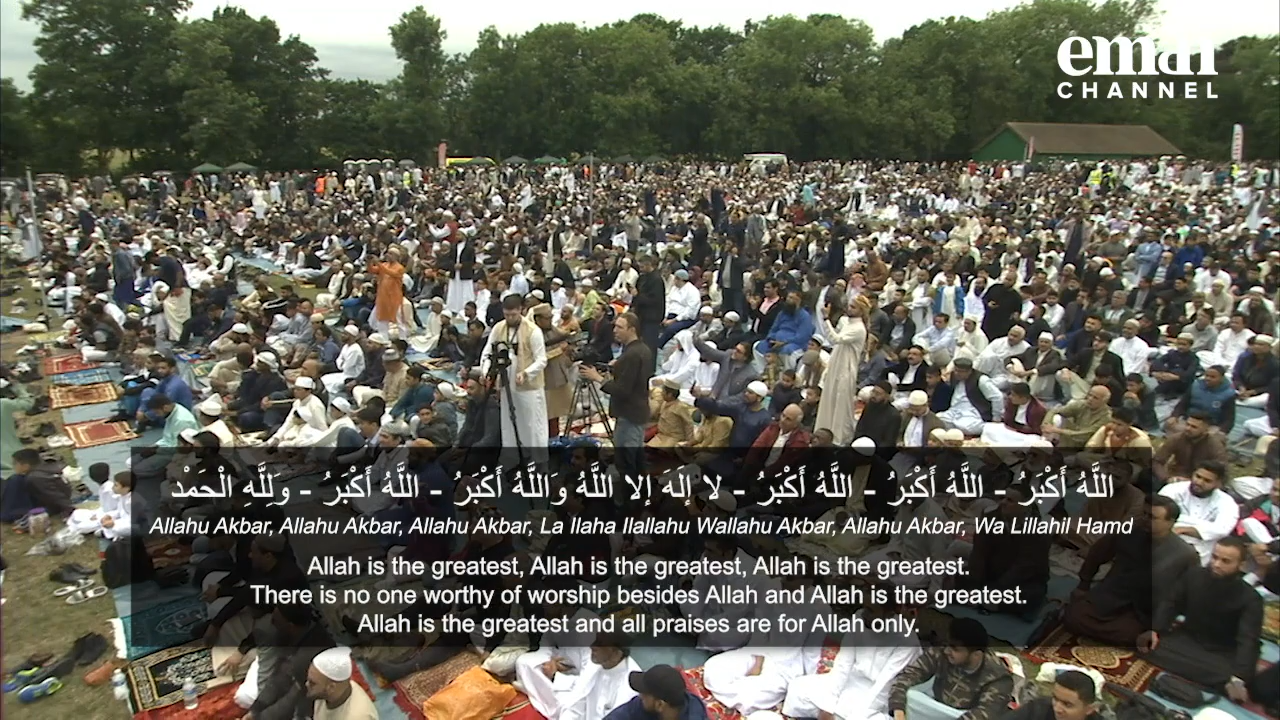 eman
CHANNEL
اللَّهُ أَكْبَرُ - اللَّهُ أَكْبَرُ - اللَّهُ أَكْبَرُ - لا إلَهَ إلا اللَّهُ وَاللَّهُ أَكْبَرُ - اللَّهُ أَكْبَرُ - وَلِلَّهِ الْحَمْدْ
Allahu Akbar, Allahu Akbar, Allahu Akbar, La Ilaha Ilallahu Wallahu Akbar, Allahu Akbar, Wa Lillahil Hamd
Allah is the greatest, Allah is the greatest, Allah is the greatest.
There is no one worthy of worship besides Allah and Allah is the greatest.
Allah is the greatest and all praises are for Allah only.